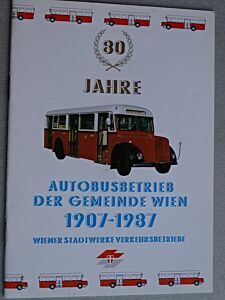 80
JAHRE
AUTOBUSBETRIEB
DER GEMEINDE WIEN
1907-1987
WIENER STADTWERKE VERKEHRSBETRIEBE